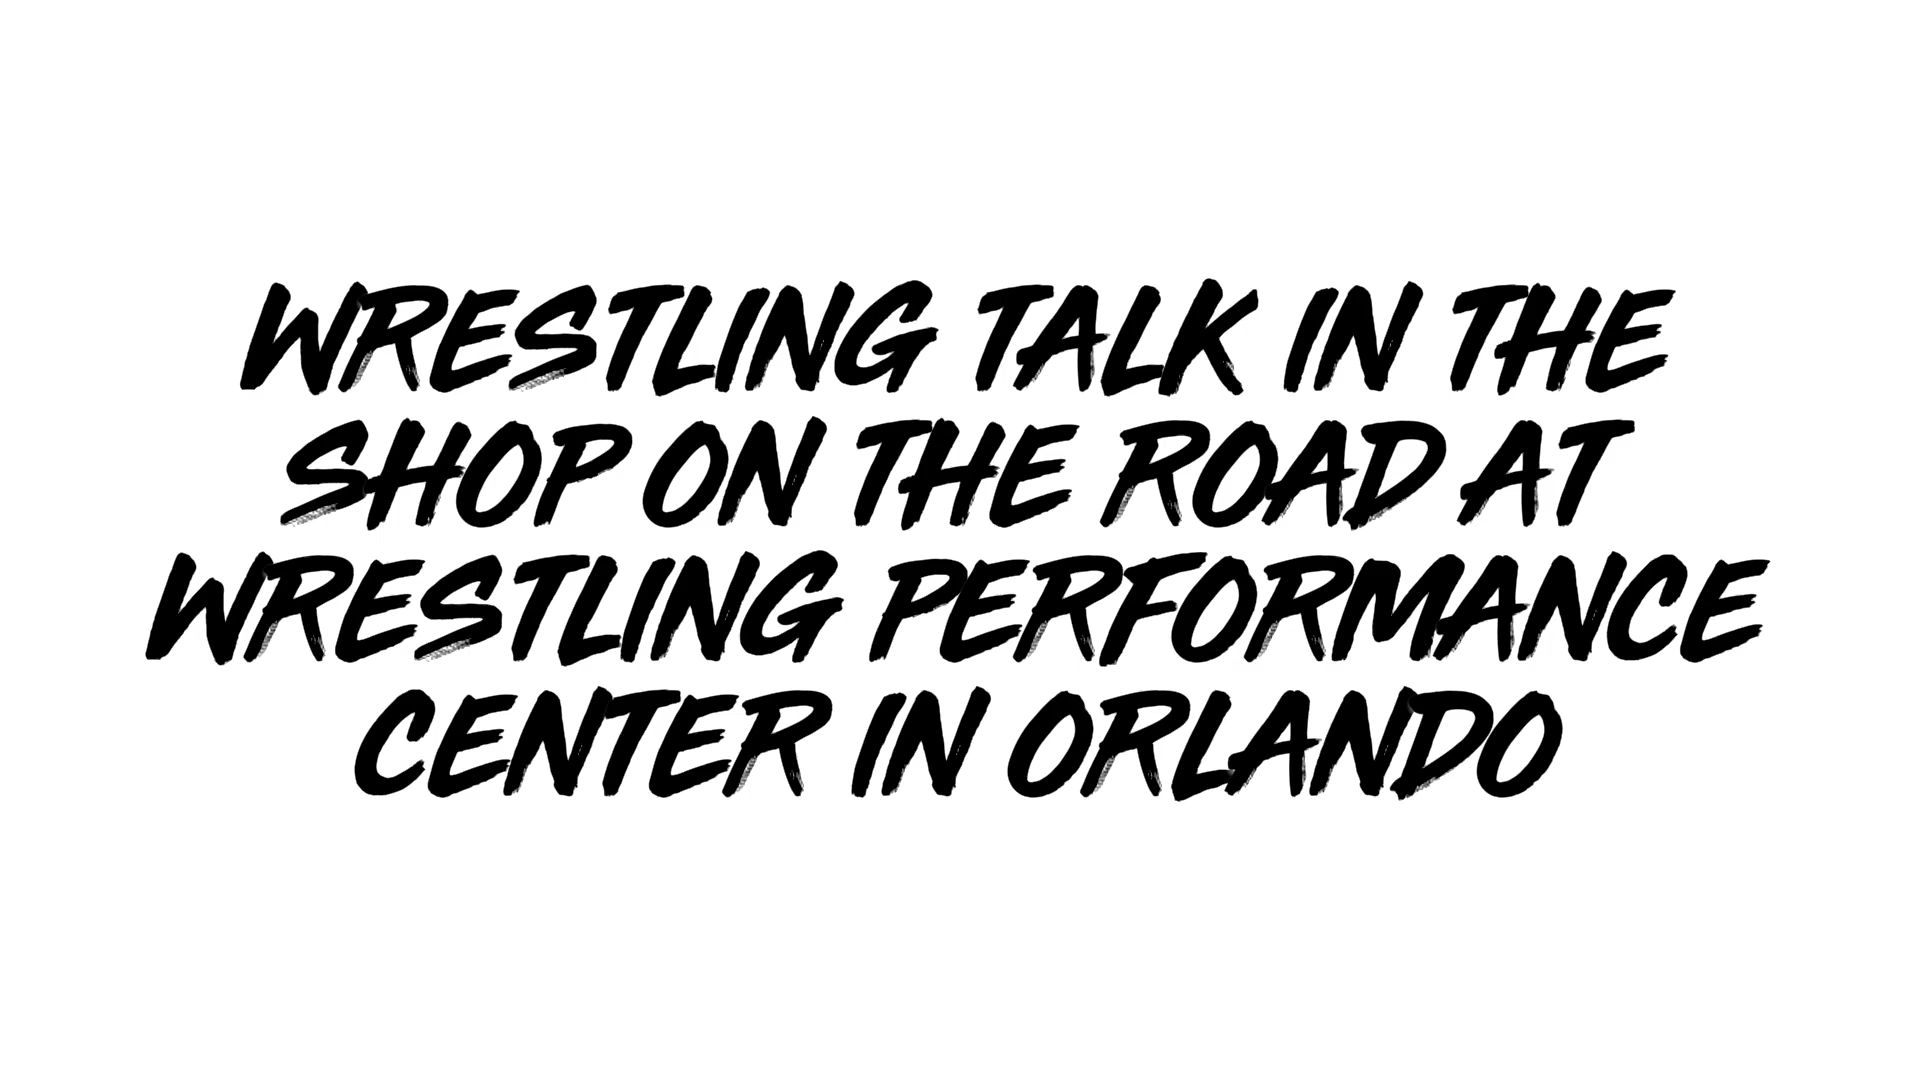 WRESTLING TALK IN THE
SHOP ON THE ROAD AT
WRESTLING PERFORMANCE
CENTER IN ORLANDO